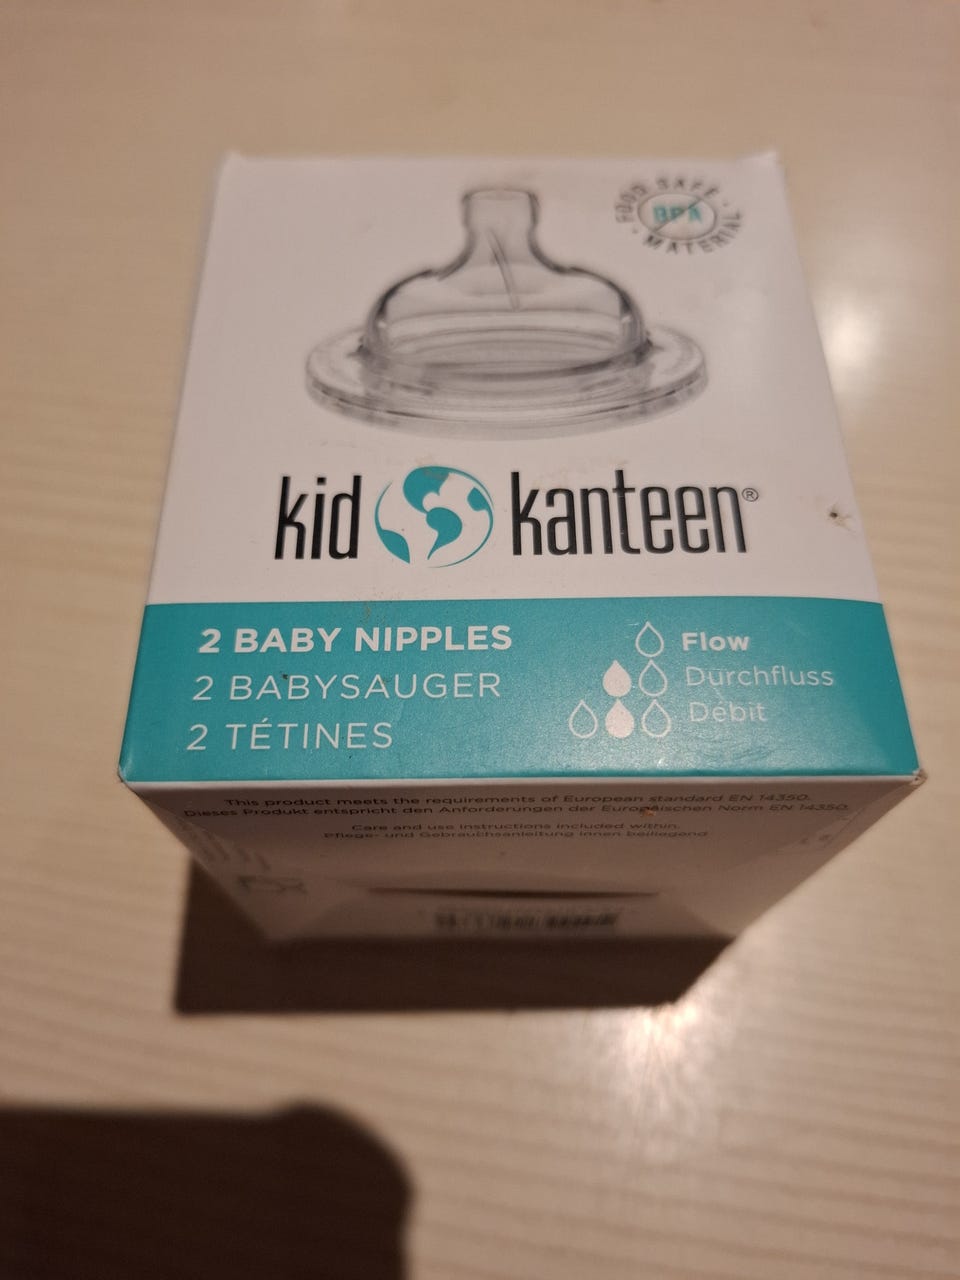 FOOD SAFE
BPA
MATERIAL
kid kanteen®
2 BABY NIPPLES
2 BABYSAUGER
2 TÉTINES
Flow
Durchfluss
Débit
This product meets the requirements of European standard EN 14350.
Dieses Produkt entspricht den Anforderungen der Europäischen Norm EN 14350.
Care and use instructions included within.
Pflege- und Gebrauchsanleitung innen beiliegend